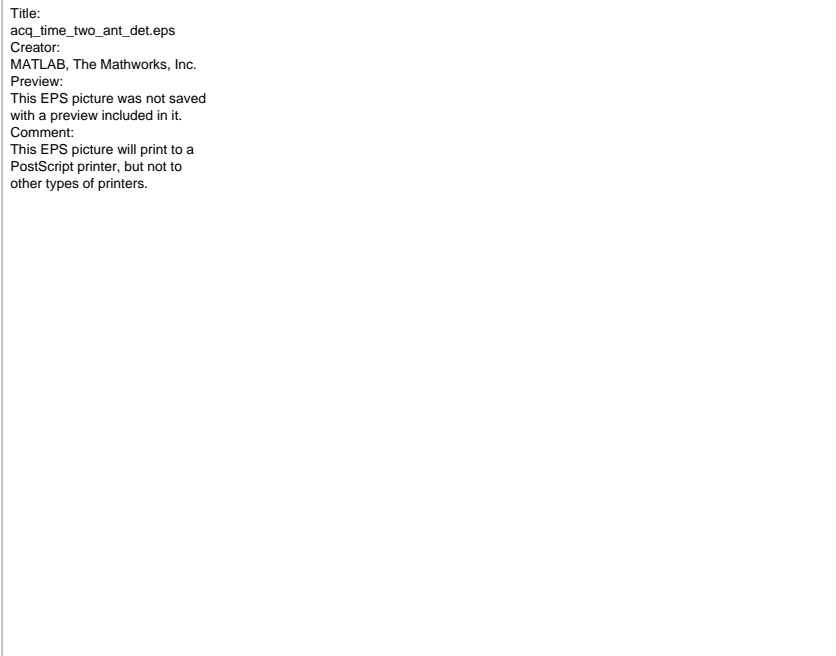 Title:
acq_time_two_ant_det.eps
Creator:
MATLAB, The Mathworks, Inc.
Preview:
This EPS picture was not saved
with a preview included in it.
Comment:
This EPS picture will print to a
PostScript printer, but not to
other types of printers.